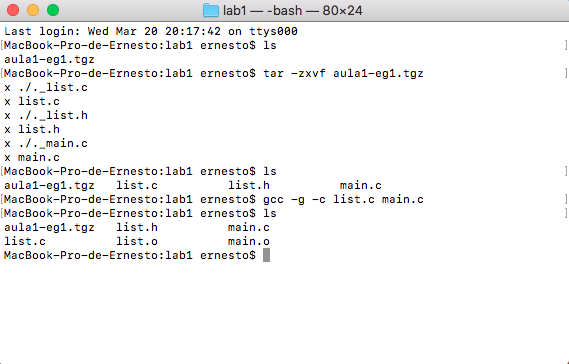 lab1 — -bash — 80×24
Last login: Wed Mar 20 20:17:42 on ttys000
[MacBook-Pro-de-Ernesto:lab1 ernesto$ ls ]
aula1-eg1.tgz
[MacBook-Pro-de-Ernesto:lab1 ernesto$ tar -zxvf aula1-eg1.tgz ]
x ./._list.c
x list.c
x ./._list.h
x list.h
x ./._main.c
x main.c
[MacBook-Pro-de-Ernesto:lab1 ernesto$ ls ]
aula1-eg1.tgz list.c list.h main.c
[MacBook-Pro-de-Ernesto:lab1 ernesto$ gcc -g -c list.c main.c ]
[MacBook-Pro-de-Ernesto:lab1 ernesto$ ls ]
aula1-eg1.tgz list.h main.c
list.c list.o main.o
MacBook-Pro-de-Ernesto:lab1 ernesto$